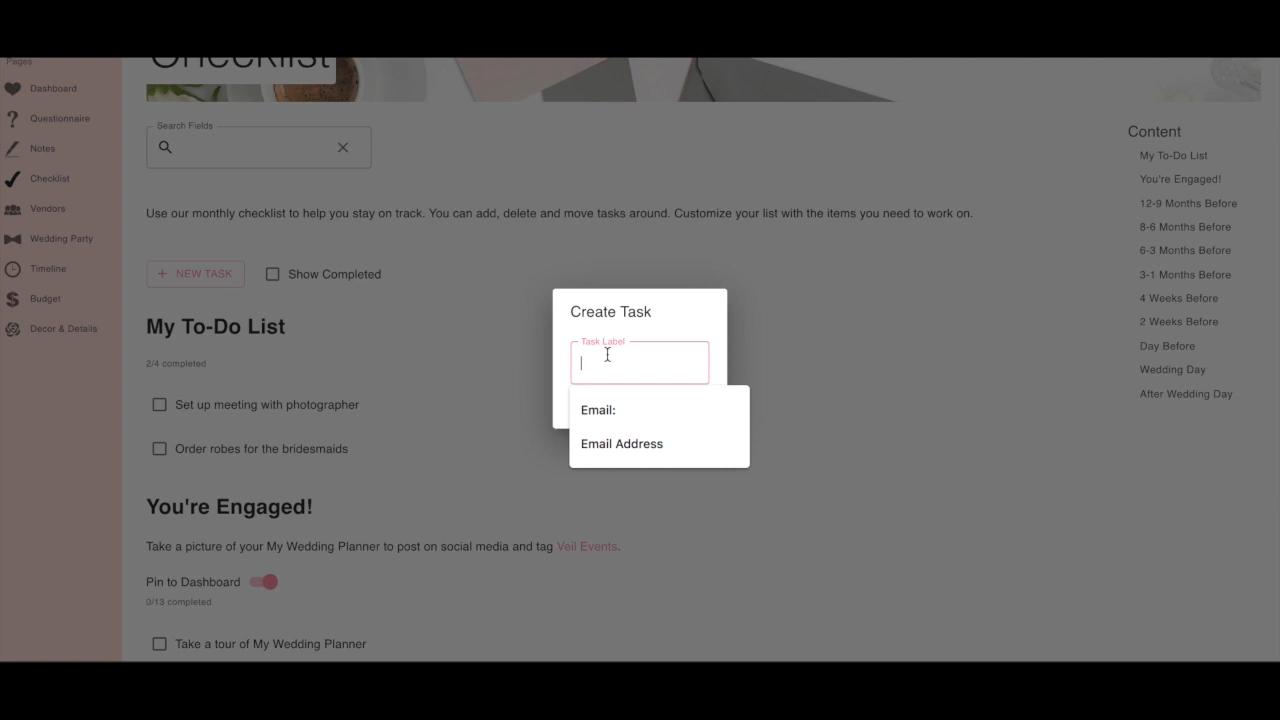 Pages
Dashboard
Questionnaire
Notes
Checklist
Vendors
Wedding Party
Timeline
Budget
Decor & Details
Checklist
Search Fields
Use our monthly checklist to help you stay on track. You can add, delete and move tasks around. Customize your list with the items you need to work on.
+ NEW TASK
Show Completed
My To-Do List
2/4 completed
Set up meeting with photographer
Order robes for the bridesmaids
You're Engaged!
Take a picture of your My Wedding Planner to post on social media and tag Veil Events.
Pin to Dashboard
0/13 completed
Take a tour of My Wedding Planner
Create Task
Task Label
Email:
Email Address
Content
My To-Do List
You're Engaged!
12-9 Months Before
8-6 Months Before
6-3 Months Before
3-1 Months Before
4 Weeks Before
2 Weeks Before
Day Before
Wedding Day
After Wedding Day